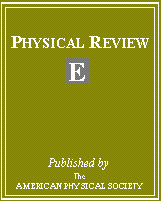 PHYSICAL REVIEW
E
Published by
The
AMERICAN PHYSICAL SOCIETY